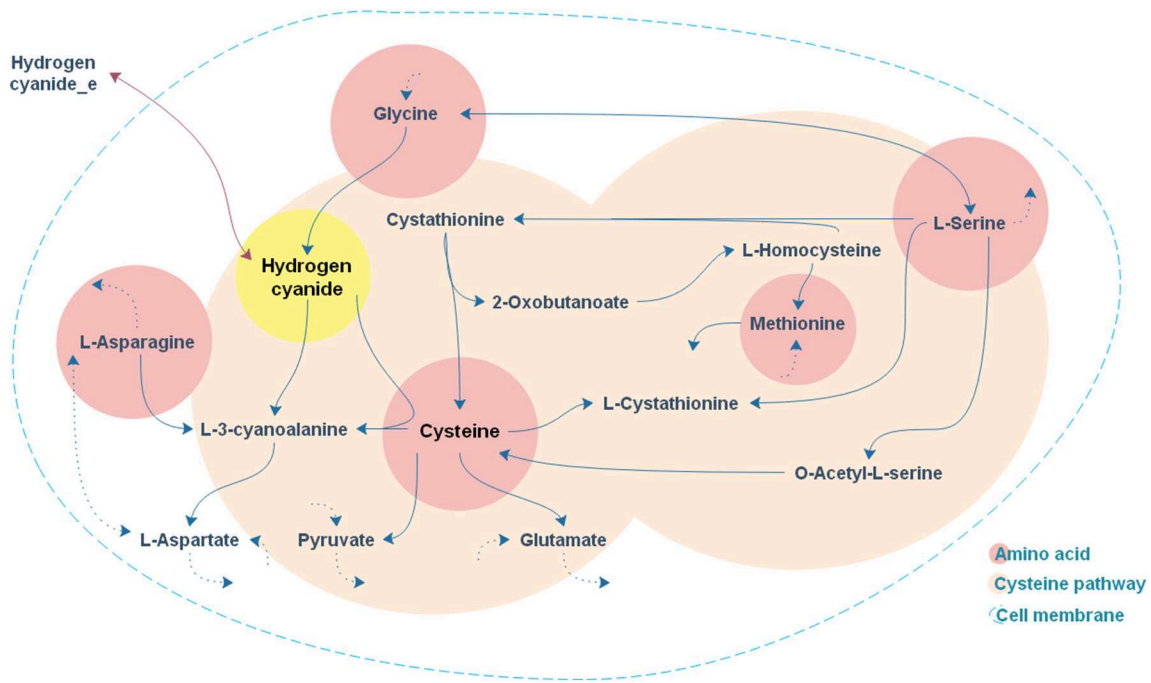 Hydrogen
cyanide_e
Glycine
Cystathionine
L-Serine
L-Homocysteine
Hydrogen
cyanide
2-Oxobutanoate
Methionine
L-Asparagine
L-Cystathionine
L-3-cyanoalanine
Cysteine
O-Acetyl-L-serine
L-Aspartate
Pyruvate
Glutamate
Amino acid
Cysteine pathway
Cell membrane